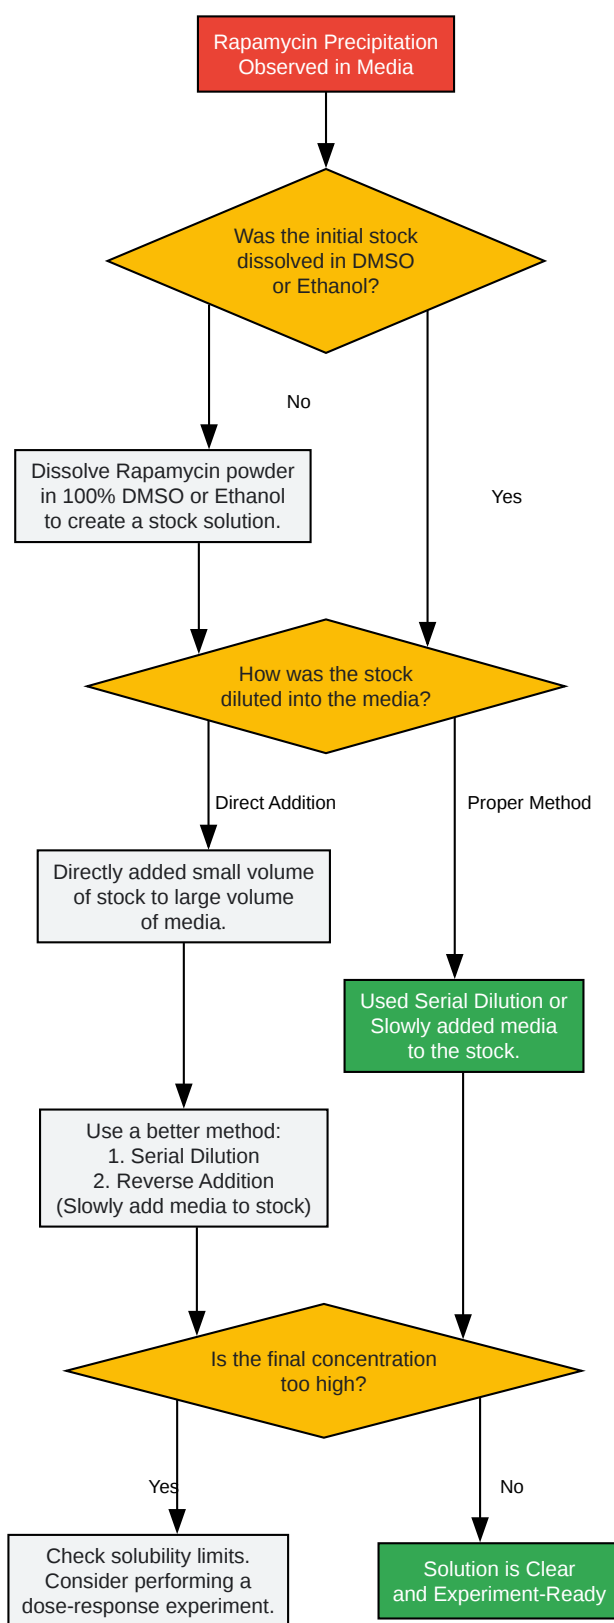 Rapamycin Precipitation
Observed in Media
Was the initial stock
dissolved in DMSO
or Ethanol?
No
Yes
Dissolve Rapamycin powder
in 100% DMSO or Ethanol
to create a stock solution.
How was the stock
diluted into the media?
Direct Addition
Proper Method
Directly added small volume
of stock to large volume
of media.
Used Serial Dilution or
Slowly added media
to the stock.
Use a better method:
1. Serial Dilution
2. Reverse Addition
(Slowly add media to stock)
Is the final concentration
too high?
Yes
No
Check solubility limits.
Consider performing a
dose-response experiment.
Solution is Clear
and Experiment-Ready